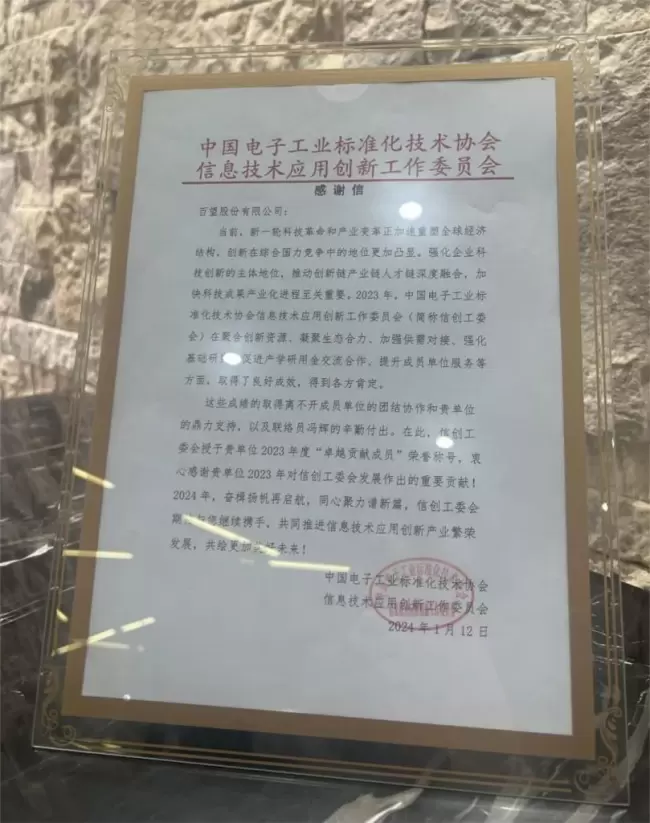 中国电子工业标准化技术协会
信息技术应用创新工作委员会
感谢信
百望股份有限公司：
当前，新一轮科技革命和产业变革正加速重塑全球经济
结构，创新在综合国力竞争中的地位更加凸显。强化企业科
技创新的主体地位，推动创新链产业链人才链深度融合，加
快科技成果产业化进程至关重要。2023年，中国电子工业标
准化技术协会信息技术应用创新工作委员会（简称信创工委
会）在聚合创新资源、凝聚生态合力、加强供需对接、强化
基础研 促进产学研用金交流合作、提升成员单位服务等
方面，取得了良好成效，得到各方肯定。
这些成绩的取得离不开成员单位的团结协作和贵单位
的鼎力支持，以及联络员冯辉的辛勤付出。在此，信创工
委会授予贵单位2023年度“卓越贡献成员”荣誉称号，衷
心感谢贵单位2023年对信创工委会发展作出的重要贡献！
2024年，奋楫扬帆再启航，同心聚力谱新篇，信创工委会
期 与您继续携手，共同推进信息技术应用创新产业繁荣
发展，共绘更加 好未来！
中国电子工业标准化技术协会
信息技术应用创新工作委员会
2024年1月12日